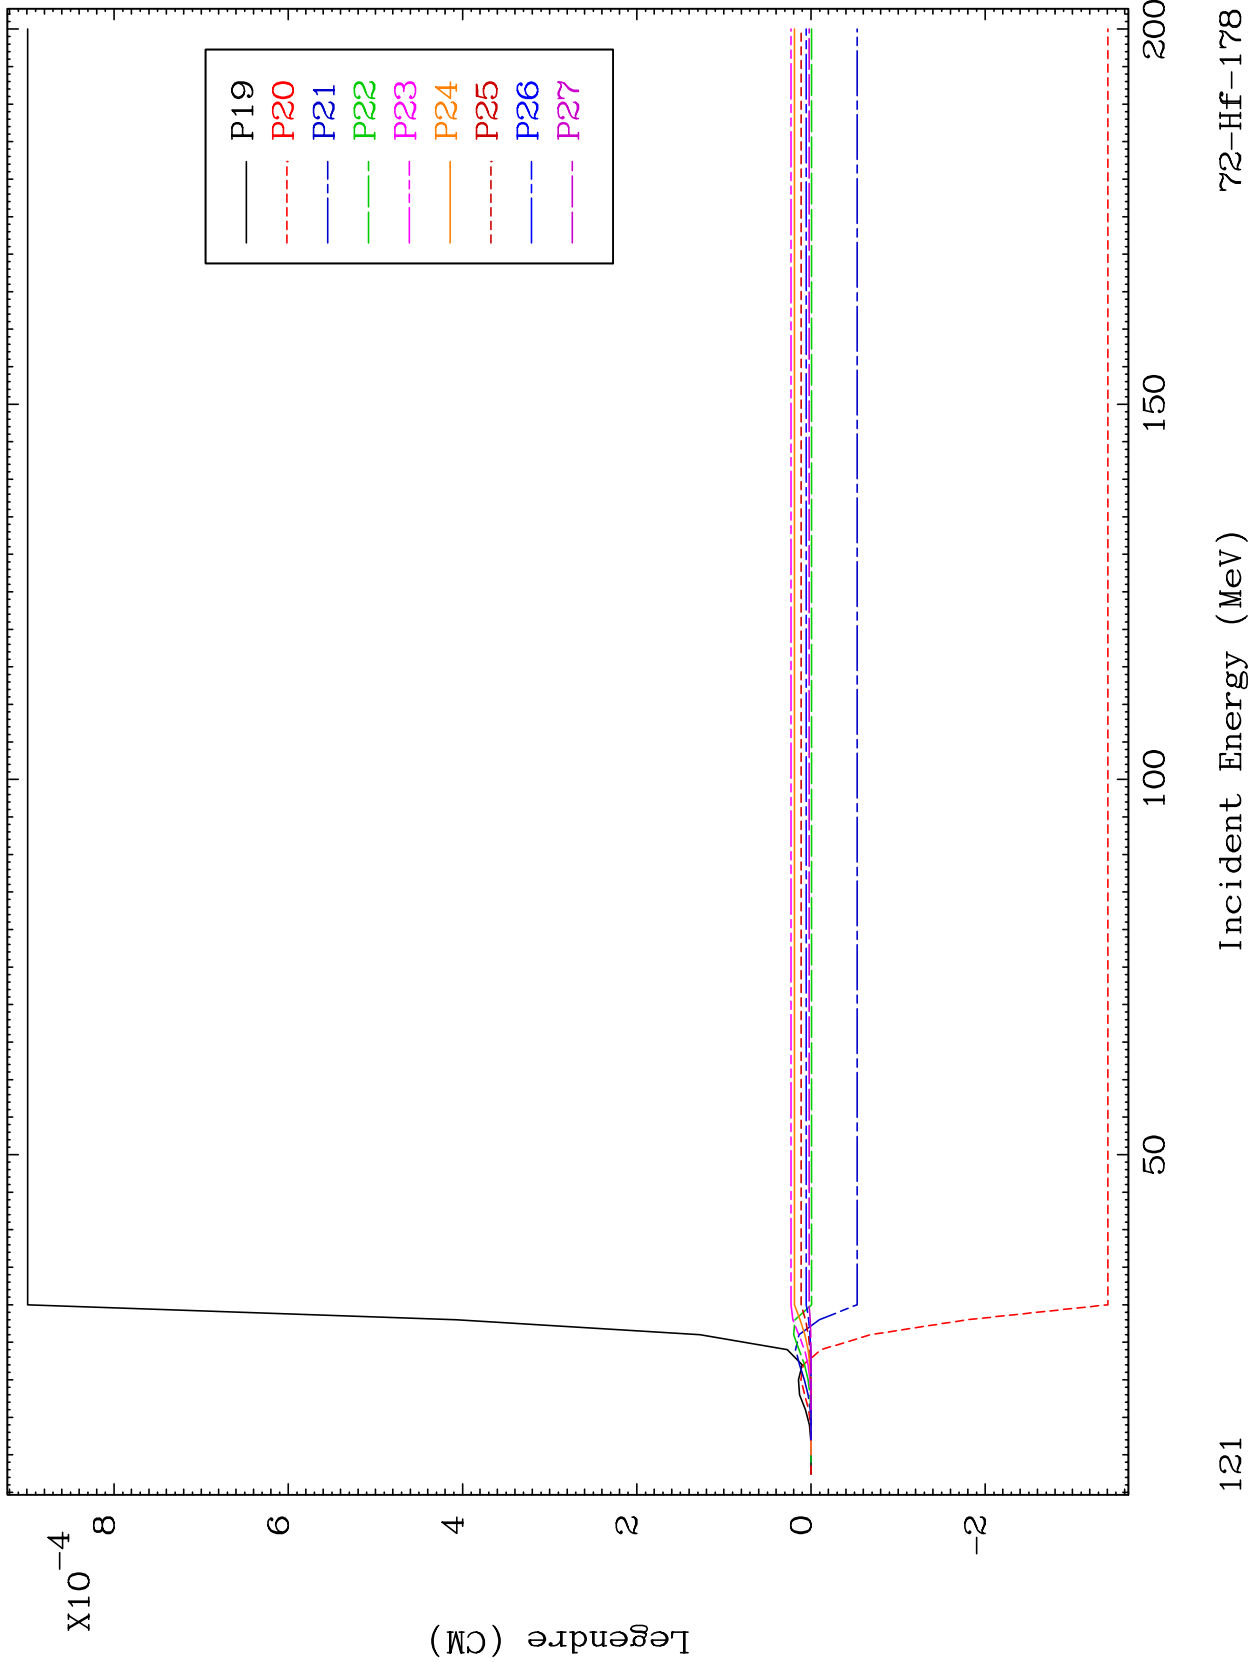 X10
-4
8
6
4
2
0
-2
Legendre (CM)
P19
P20
P21
P22
P23
P24
P25
P26
P27
50
100
150
200
Incident Energy (MeV)
121
72-Hf-178